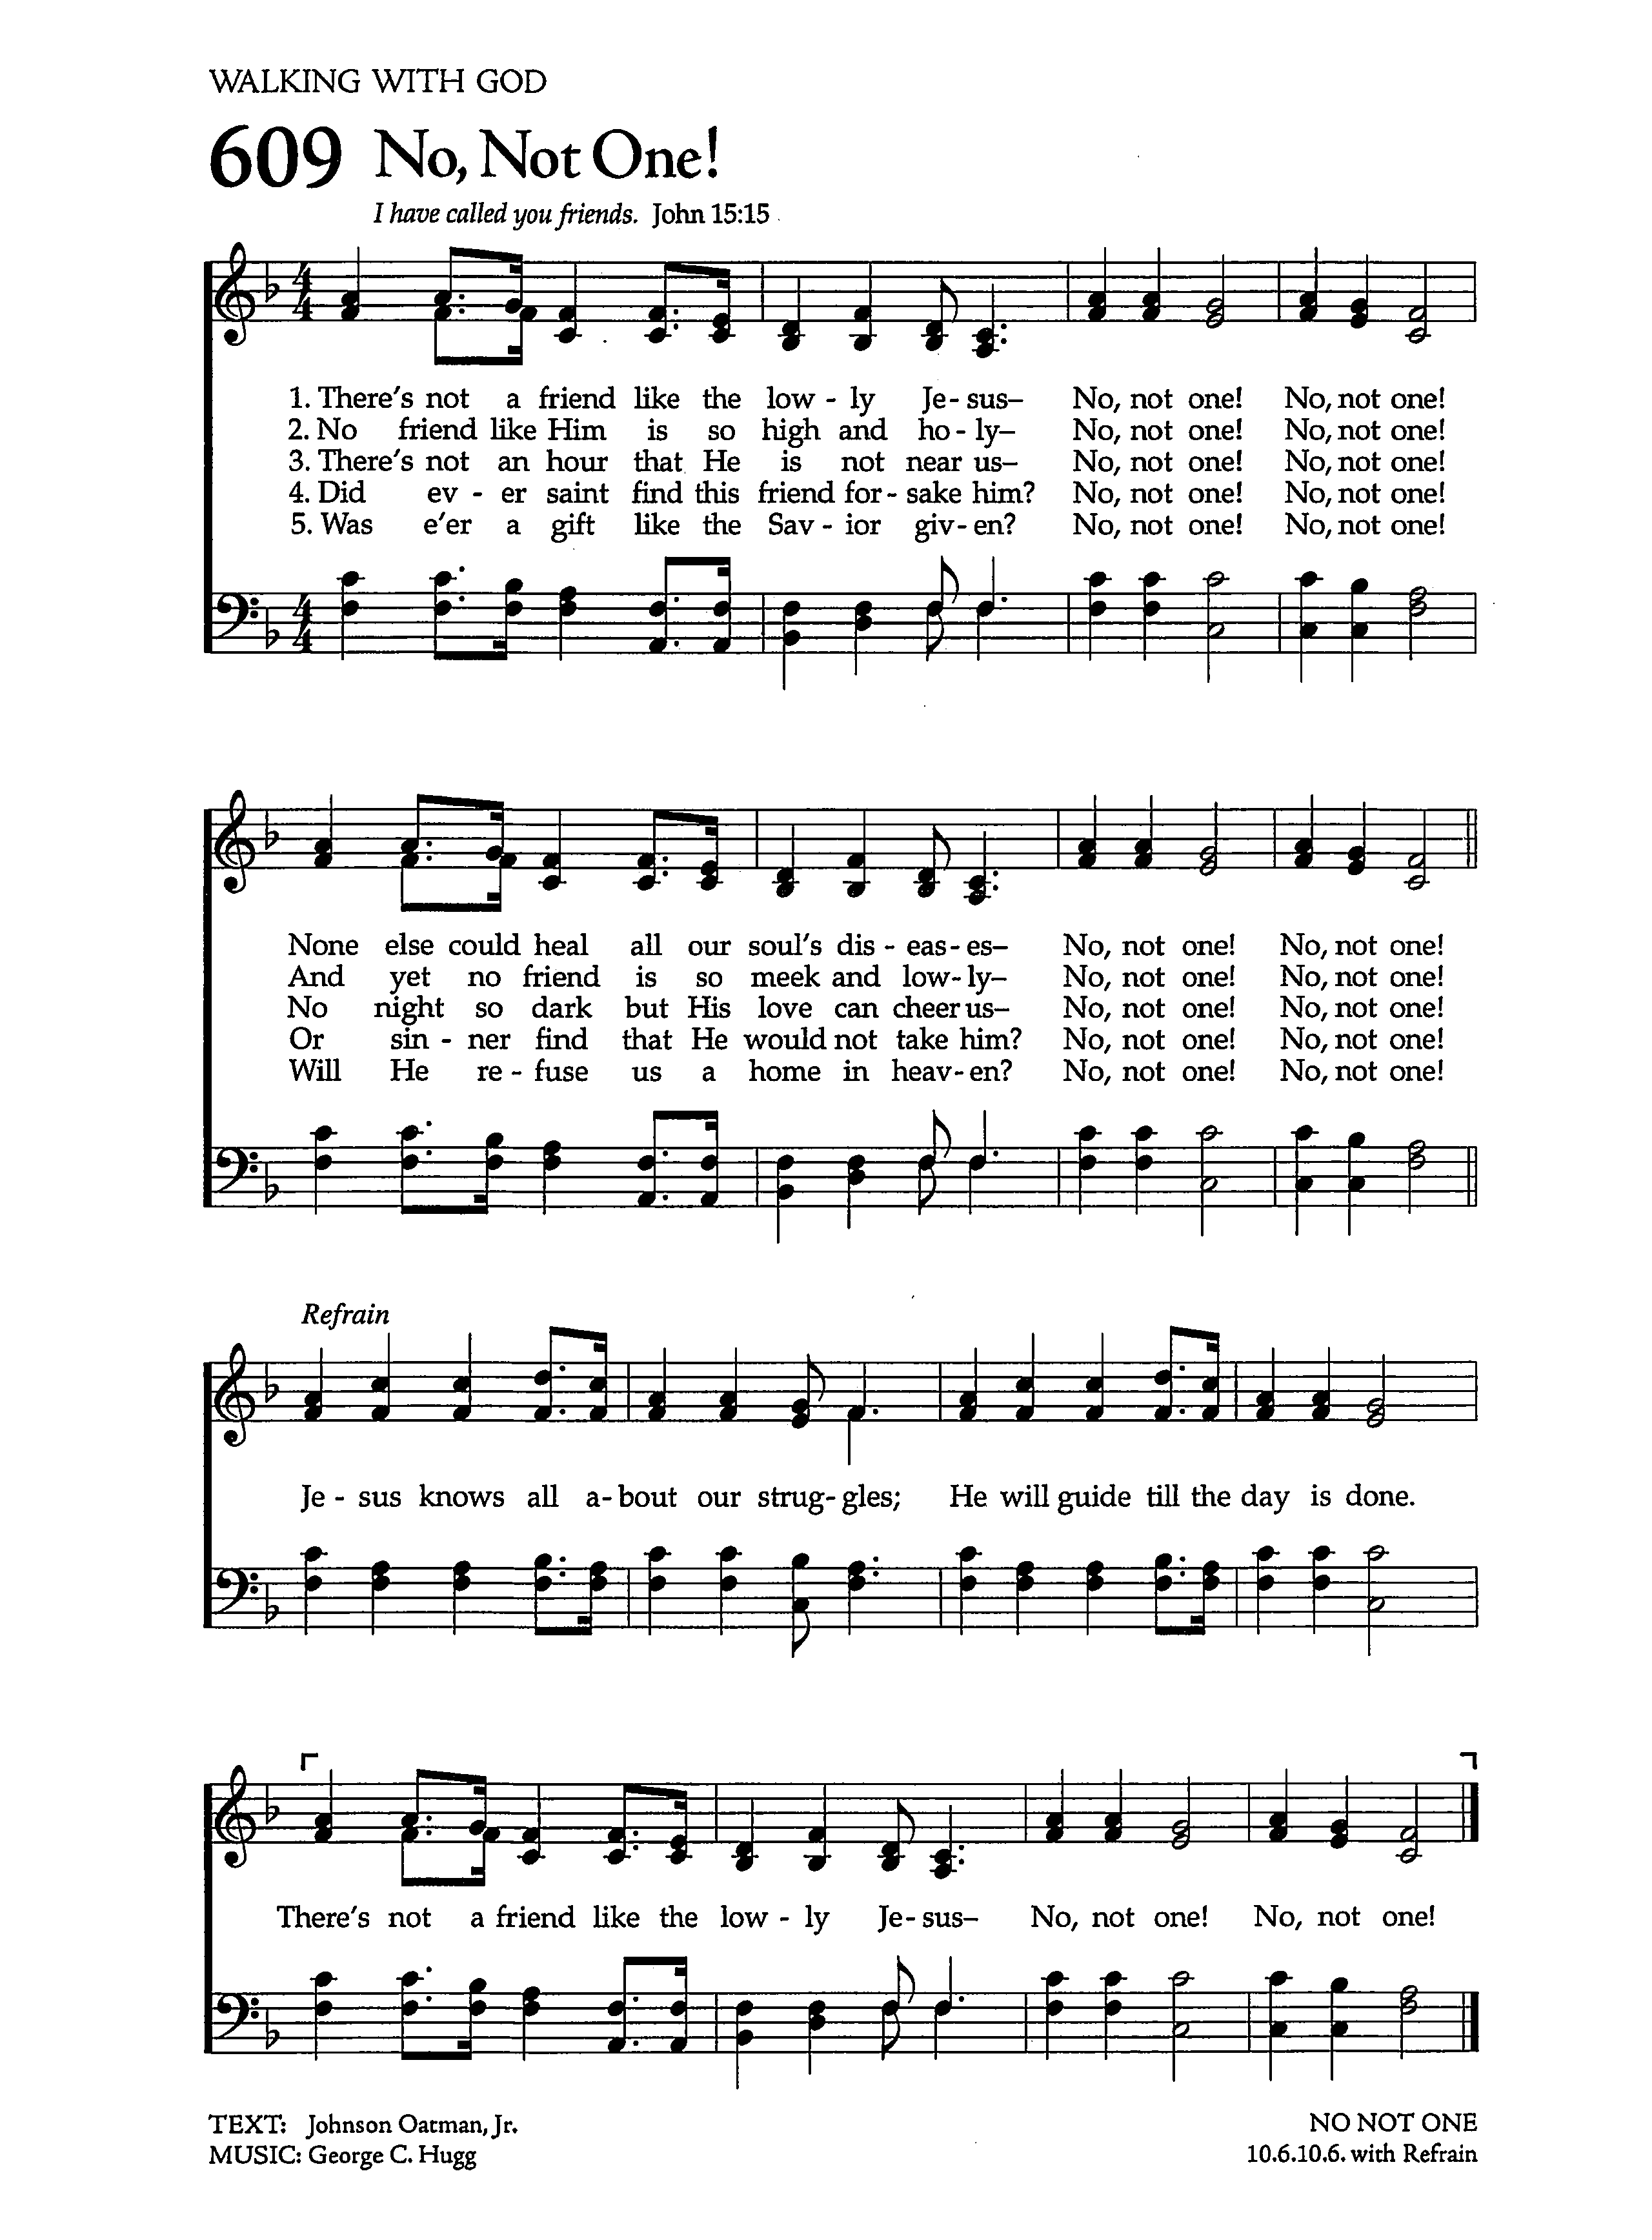 WALKING WITH GOD
609 No, Not One!
I have called you friends. John 15:15
1. There's not a friend like the low - ly Je - sus– No, not one! No, not one!
2. No friend like Him is so high and ho - ly– No, not one! No, not one!
3. There's not an hour that He is not near us– No, not one! No, not one!
4. Did ev - er saint find this friend for - sake him? No, not one! No, not one!
5. Was e'er a gift like the Sav - ior giv - en? No, not one! No, not one!
None else could heal all our soul's dis - eas - es– No, not one! No, not one!
And yet no friend is so meek and low - ly– No, not one! No, not one!
No night so dark but His love can cheer us– No, not one! No, not one!
Or sin - ner find that He would not take him? No, not one! No, not one!
Will He re - fuse us a home in heav - en? No, not one! No, not one!
Refrain
Je - sus knows all a - bout our strug - gles; He will guide till the day is done.
There's not a friend like the low - ly Je - sus– No, not one! No, not one!
TEXT: Johnson Oatman, Jr. NO NOT ONE
MUSIC: George C. Hugg 10.6.10.6. with Refrain